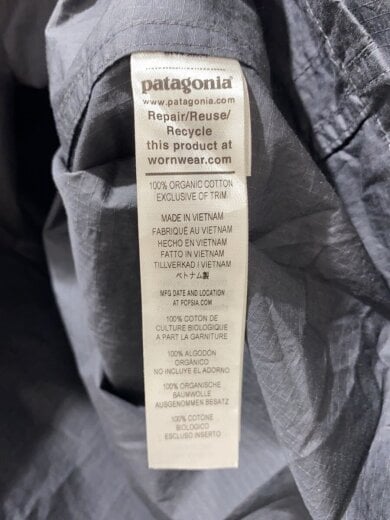 patagonia®
www.patagonia.com
Repair/Reuse/
Recycle
this product at
wornwear.com
100% ORGANIC COTTON
EXCLUSIVE OF TRIM
MADE IN VIETNAM
FABRIQUÉ AU VIETNAM
HECHO EN VIETNAM
FATTO IN VIETNAM
TILLVERKAD I VIETNAM
ベトナム製
MFG DATE AND LOCATION
AT PCPSIA.COM
100% COTON DE
CULTURE BIOLOGIQUE
A PART LA GARNITURE
100% ALGODÓN
ORGÁNICO
NO INCLUYE EL ADORNO
100% ORGANISCHE
BAUMWOLLE
AUSGENOMMEN BESATZ
100% COTONE
BIOLOGICO
ESCLUSO INSERTO